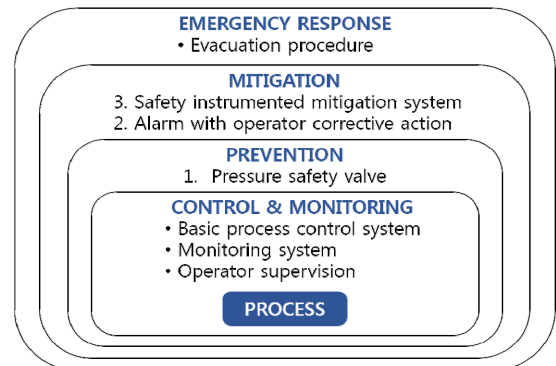 EMERGENCY RESPONSE
• Evacuation procedure
MITIGATION
3. Safety instrumented mitigation system
2. Alarm with operator corrective action
PREVENTION
1. Pressure safety valve
CONTROL & MONITORING
• Basic process control system
• Monitoring system
• Operator supervision
PROCESS